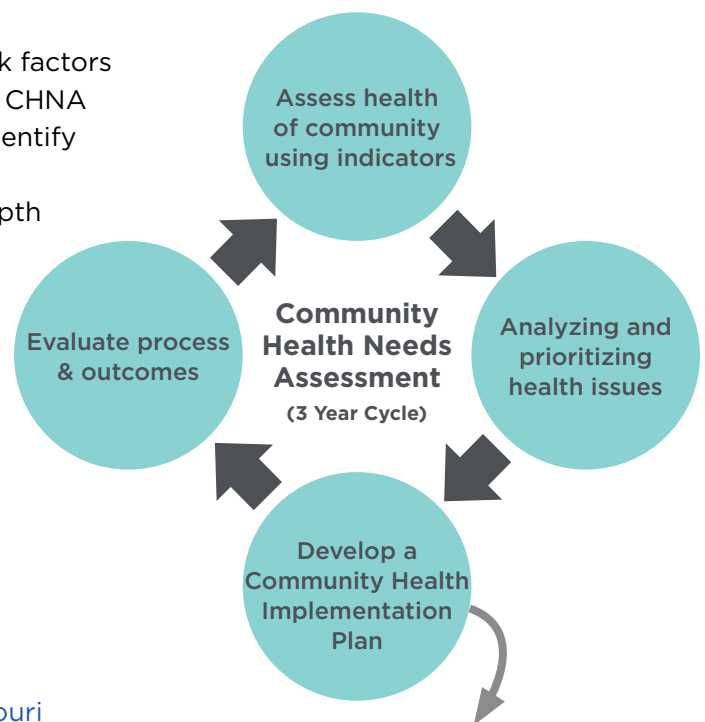 k factors
CHNA
entify
pth
Assess health
of community
using indicators
Community
Health Needs
Assessment
(3 Year Cycle)
Analyzing and
prioritizing
health issues
Evaluate process
& outcomes
Develop a
Community Health
Implementation
Plan
ouri